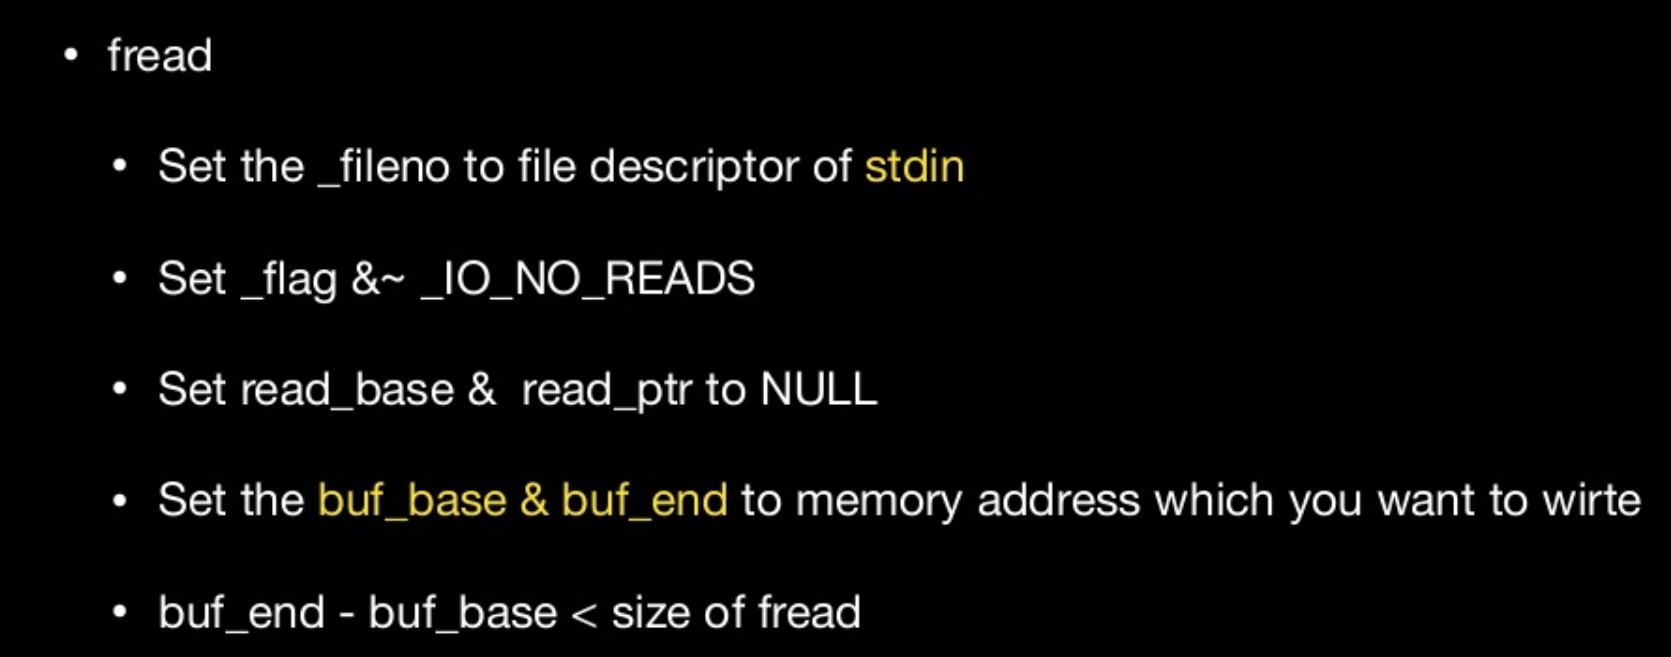 • fread
• Set the _fileno to file descriptor of stdin
• Set _flag &~ _IO_NO_READS
• Set read_base & read_ptr to NULL
• Set the buf_base & buf_end to memory address which you want to wirte
• buf_end - buf_base < size of fread